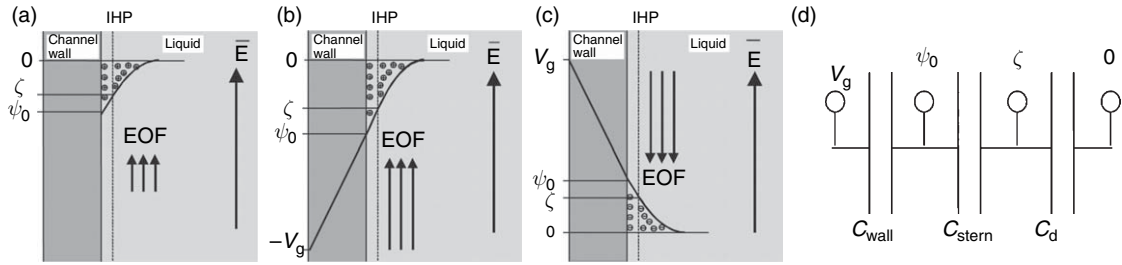 (a)
IHP
Channel wall
Liquid
E
0
ζ
ψ0
EOF
(b)
IHP
Channel wall
Liquid
E
0
ζ
ψ0
EOF
−Vg
(c)
IHP
Channel wall
Liquid
E
Vg
EOF
ψ0
ζ
0
(d)
Vg
ψ0
ζ
0
Cwall
Cstern
Cd